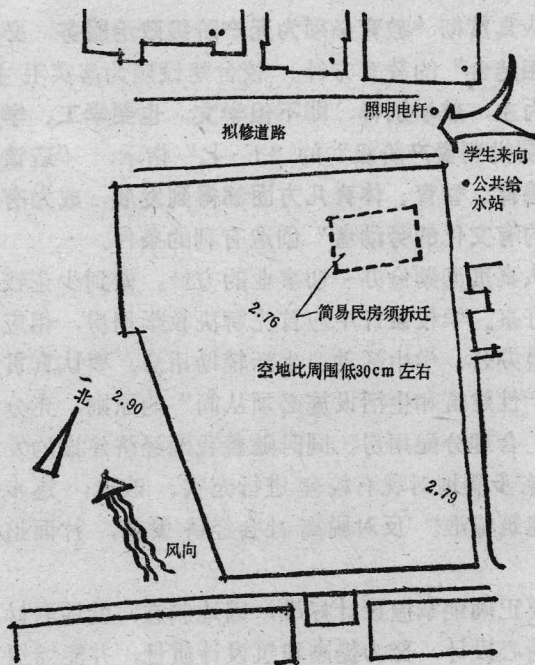 照明电杆
拟修道路
学生来向
公共给
水站
2.76
简易民房须拆迁
空地比周围低30cm左右
北
2.90
2.79
风向